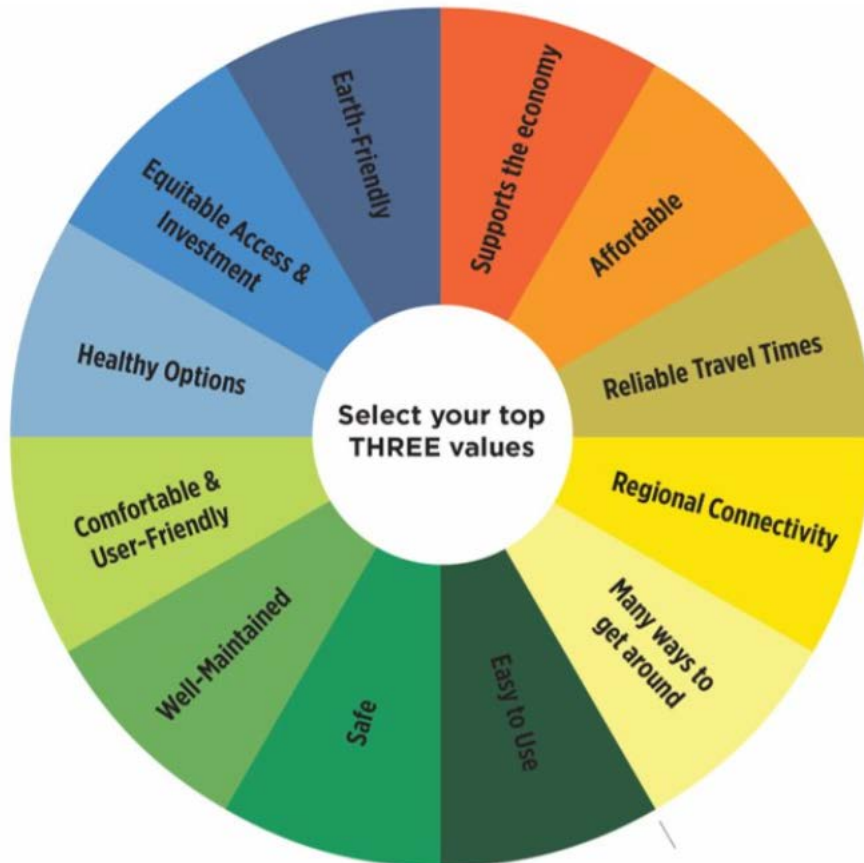 Select your top
THREE values
Supports the economy
Affordable
Reliable Travel Times
Regional Connectivity
Many ways to
get around
Easy to Use
Safe
Well-Maintained
Comfortable &
User-Friendly
Healthy Options
Equitable Access &
Investment
Earth-Friendly